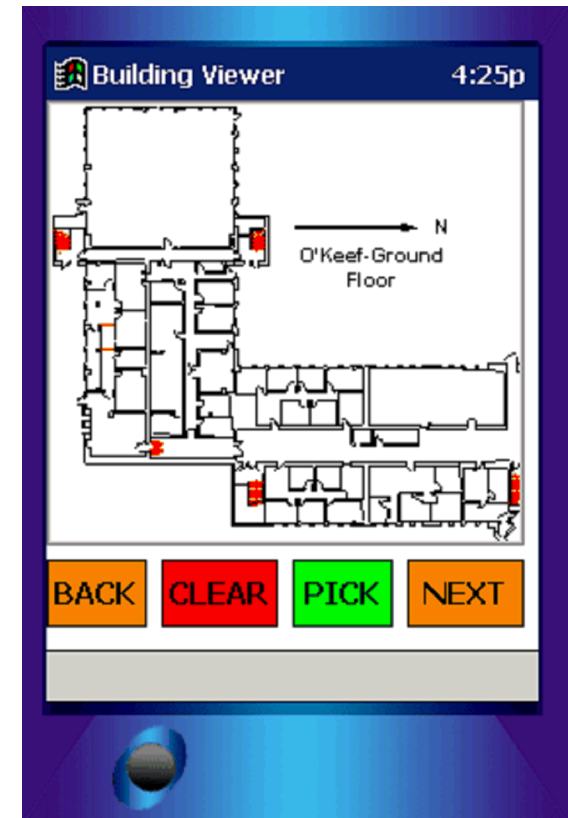 Building Viewer 4:25p
N
O'Keef-Ground
Floor
BACK CLEAR PICK NEXT